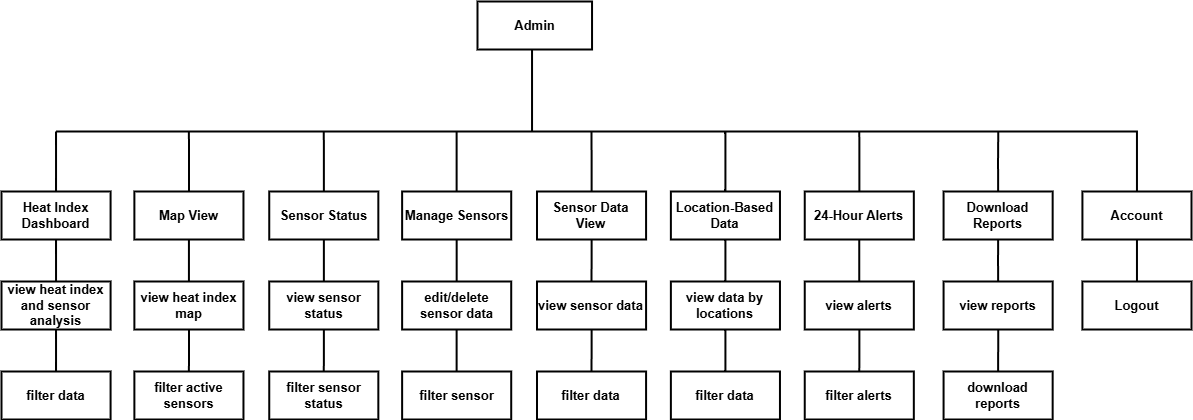 Admin
Heat Index
Dashboard
Map View
Sensor Status
Manage Sensors
Sensor Data
View
Location-Based
Data
24-Hour Alerts
Download
Reports
Account
view heat index
and sensor
analysis
view heat index
map
view sensor
status
edit/delete
sensor data
view sensor data
view data by
locations
view alerts
view reports
Logout
filter data
filter active
sensors
filter sensor
status
filter sensor
filter data
filter data
filter alerts
download
reports